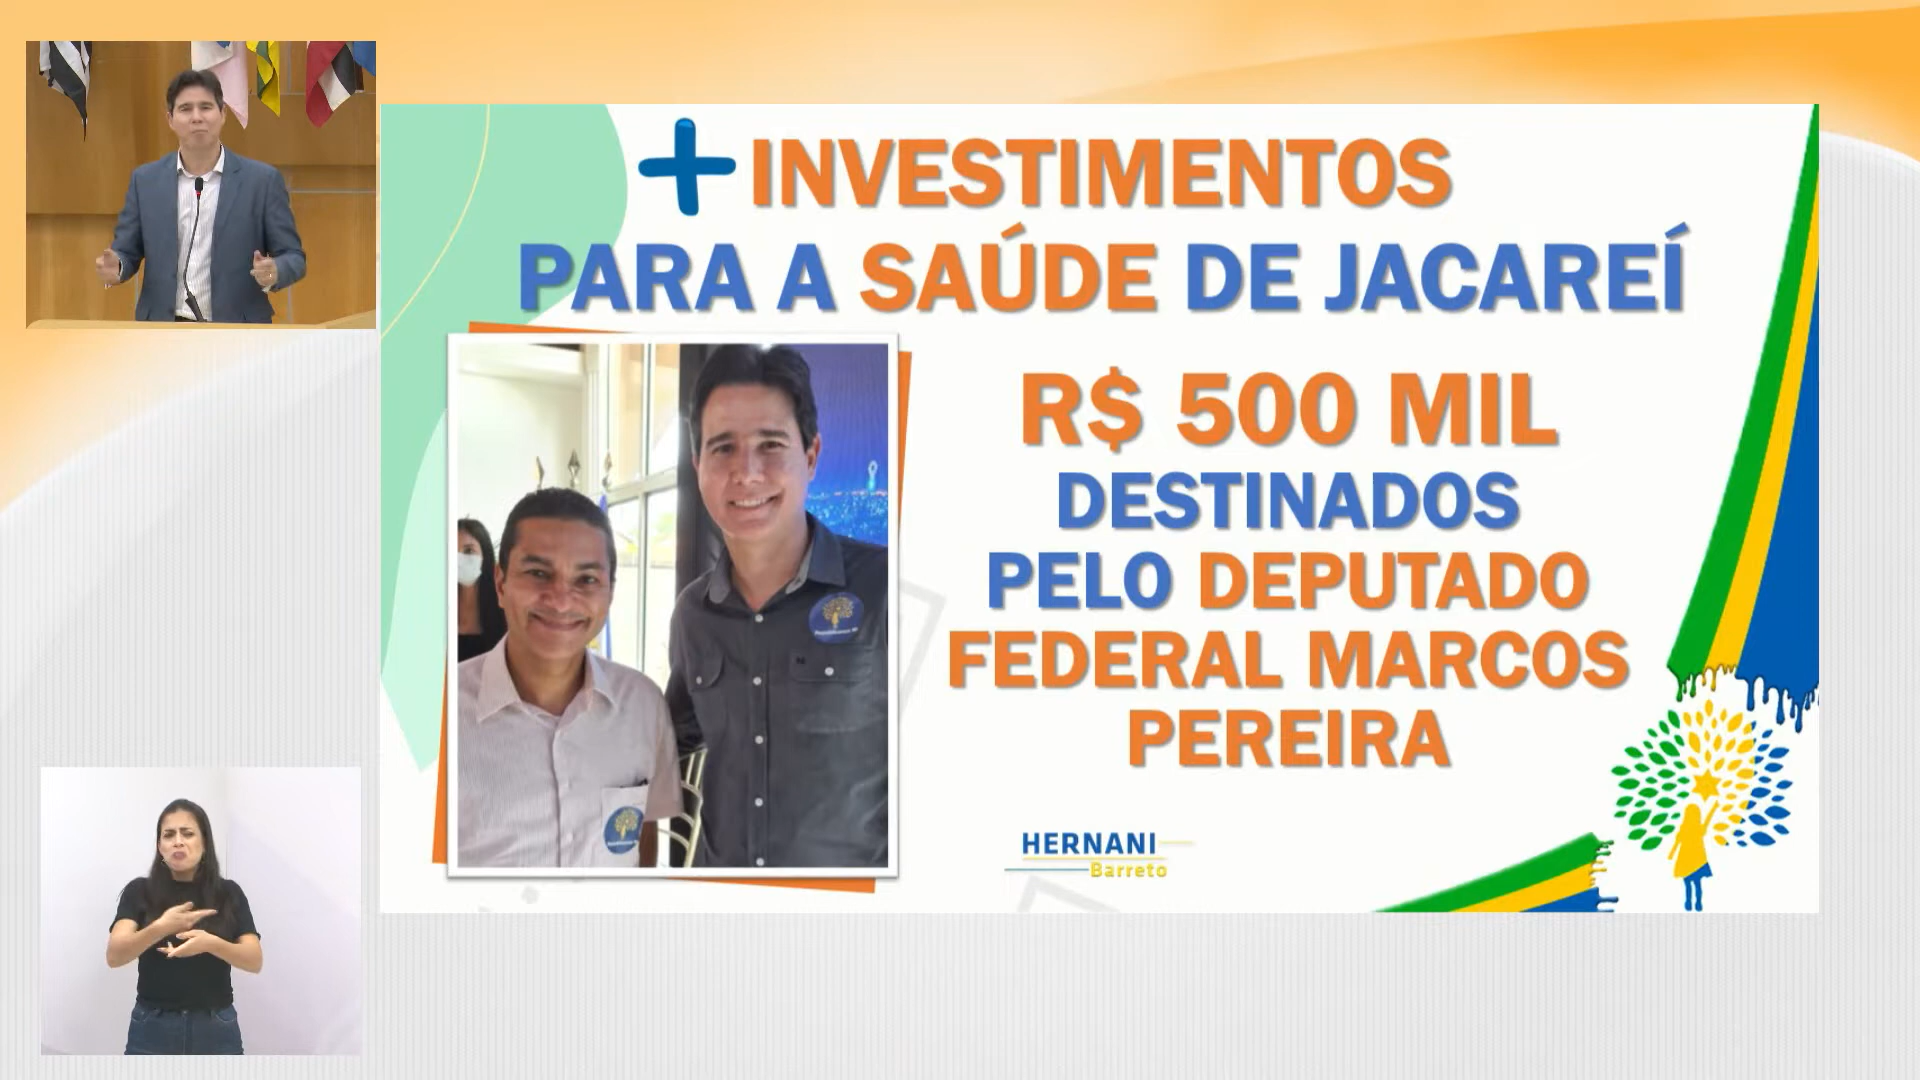 + INVESTIMENTOS
PARA A SAÚDE DE JACAREÍ
R$ 500 MIL
DESTINADOS
PELO DEPUTADO
FEDERAL MARCOS
PEREIRA
HERNANI
Barreto